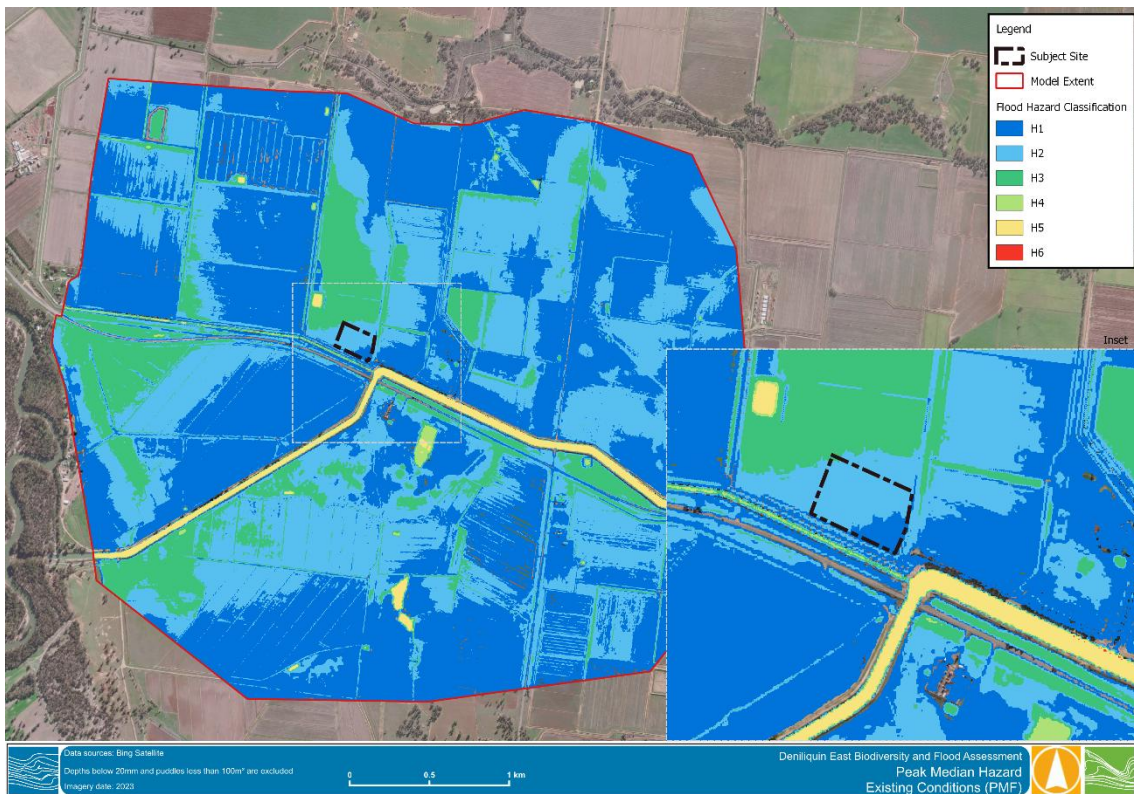 Legend
Subject Site
Model Extent
Flood Hazard Classification
H1
H2
H3
H4
H5
H6
Inset
Data sources: Bing Satellite
Depths below 20mm and puddles less than 100m² are excluded
Imagery date: 2023
0 0.5 1 km
Deniliquin East Biodiversity and Flood Assessment
Peak Median Hazard
Existing Conditions (PMF)